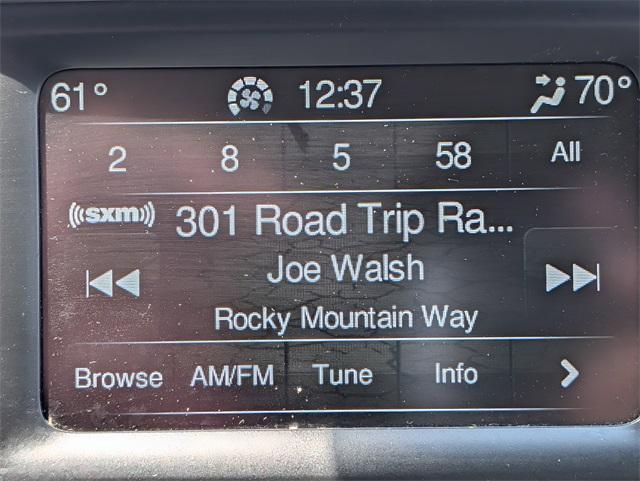 61° 12:37 70°
2 8 5 58 All
((sxm)) 301 Road Trip Ra...
Joe Walsh
Rocky Mountain Way
Browse AM/FM Tune Info >